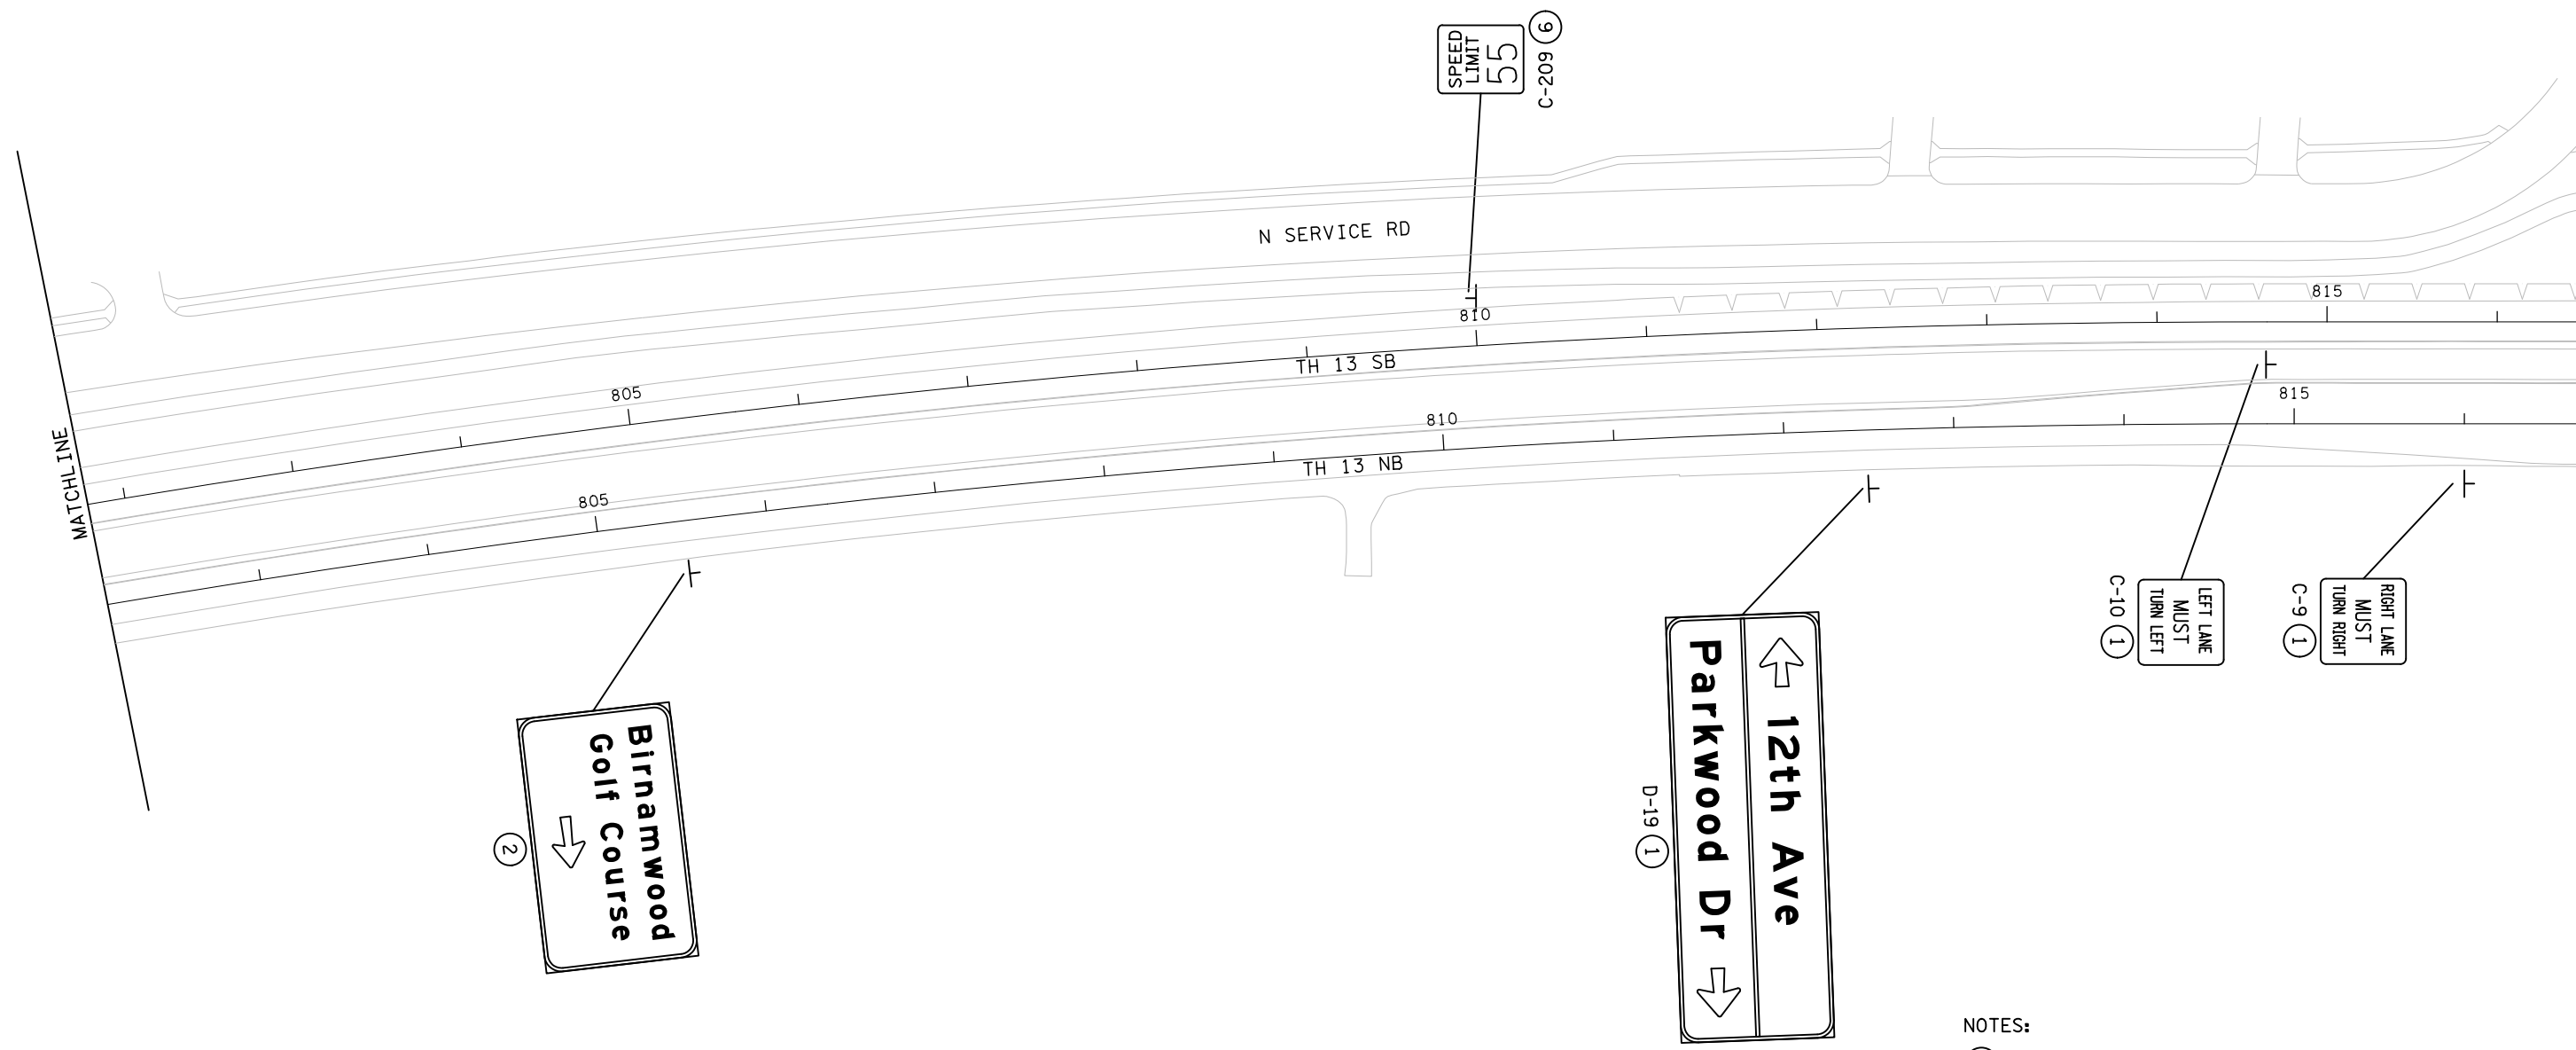 SPEED
LIMIT
55
C-209 6
N SERVICE RD
815
810
TH 13 SB
805
815
810
TH 13 NB
805
MATCHLINE
Birnamwood
Golf Course
2
12th Ave
Parkwood Dr
D-19 1
LEFT LANE
MUST
TURN LEFT
C-10 1
RIGHT LANE
MUST
TURN RIGHT
C-9 1
NOTES: